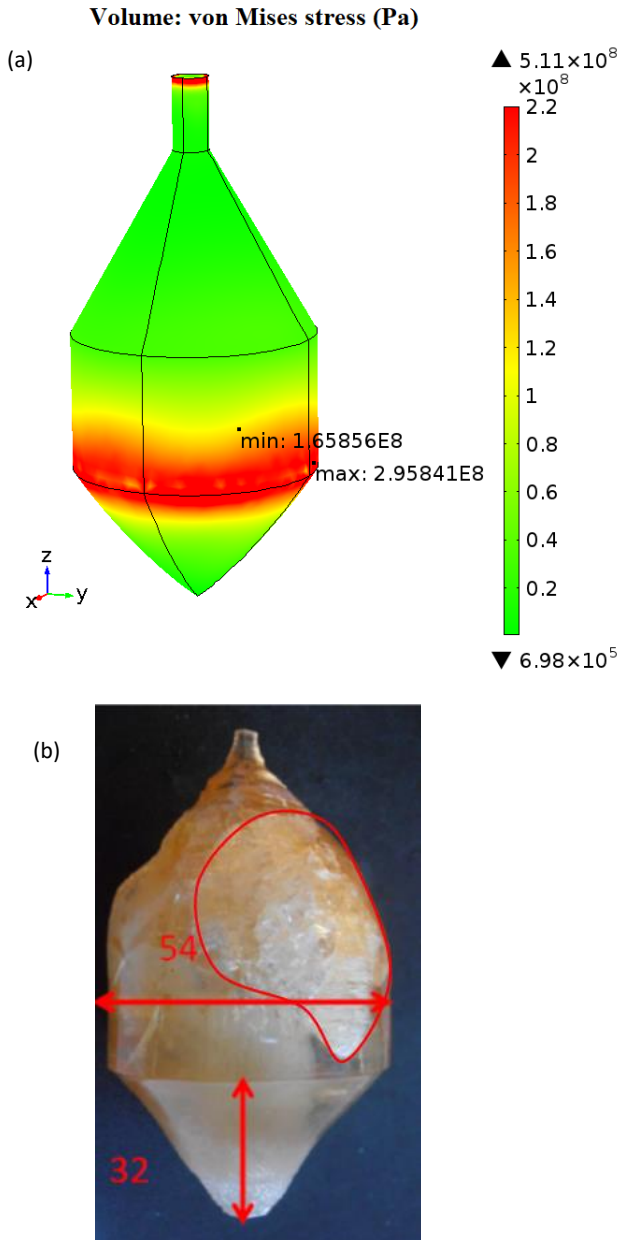 Volume: von Mises stress (Pa)
(a)
▲ 5.11×10⁸
×10⁸
2.2
2
1.8
1.6
1.4
1.2
1
0.8
0.6
0.4
0.2
▼ 6.98×10⁵
min: 1.65856E8
max: 2.95841E8
z
x y
(b)
54
32